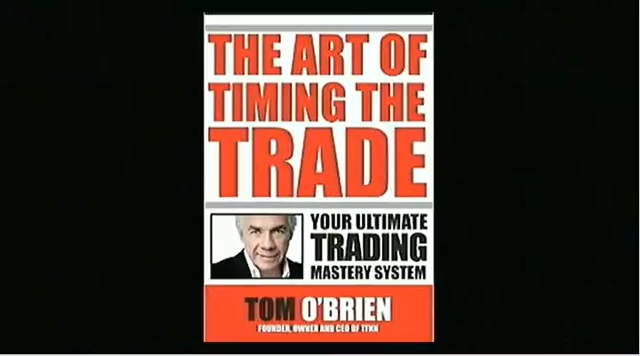 THE ART OF
TIMING THE
TRADE
YOUR ULTIMATE
TRADING
MASTERY SYSTEM
TOM O'BRIEN
FOUNDER, OWNER AND CEO OF TFNN